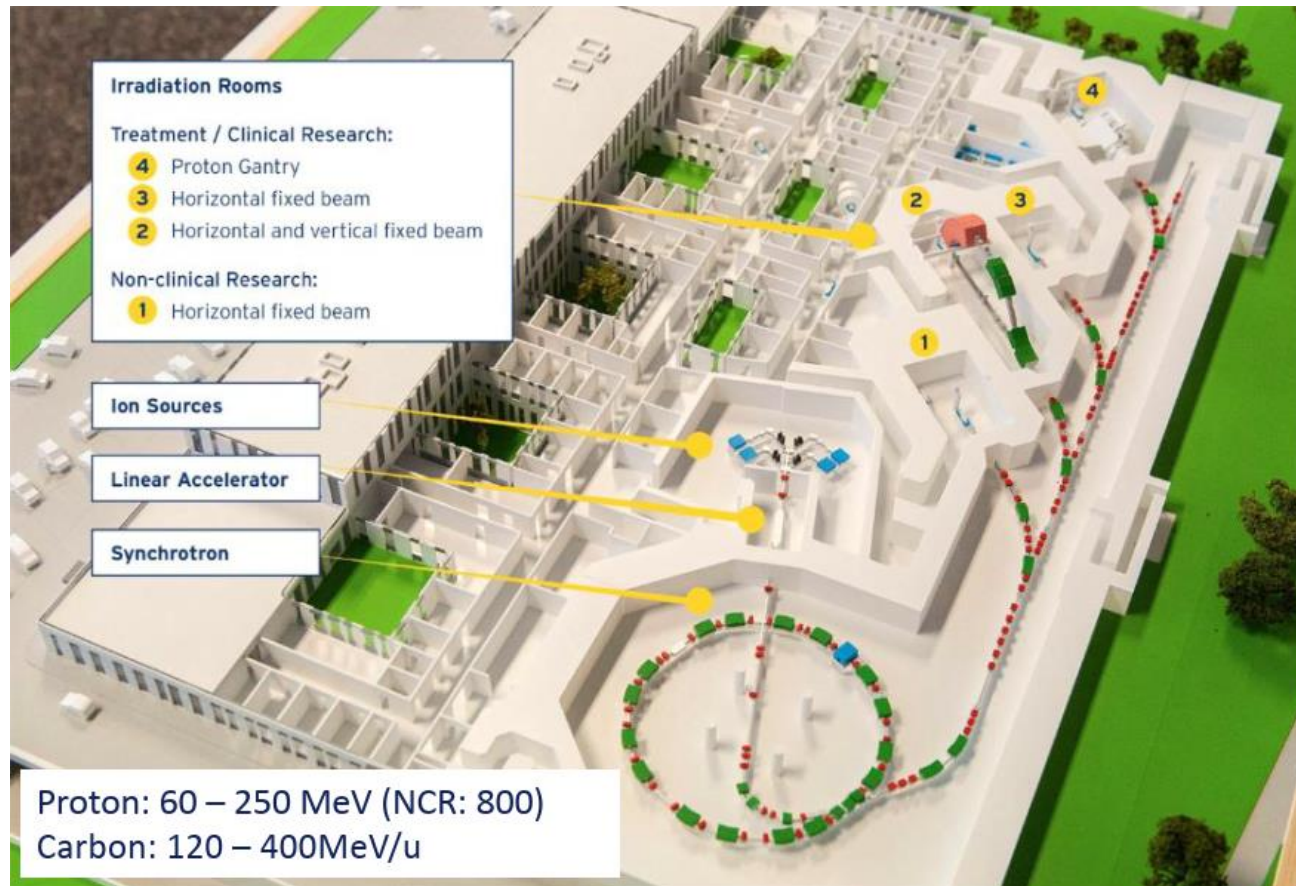 Irradiation Rooms
Treatment / Clinical Research:
4 Proton Gantry
3 Horizontal fixed beam
2 Horizontal and vertical fixed beam
Non-clinical Research:
1 Horizontal fixed beam
Ion Sources
Linear Accelerator
Synchrotron
4
2
3
1
Proton: 60 – 250 MeV (NCR: 800)
Carbon: 120 – 400MeV/u